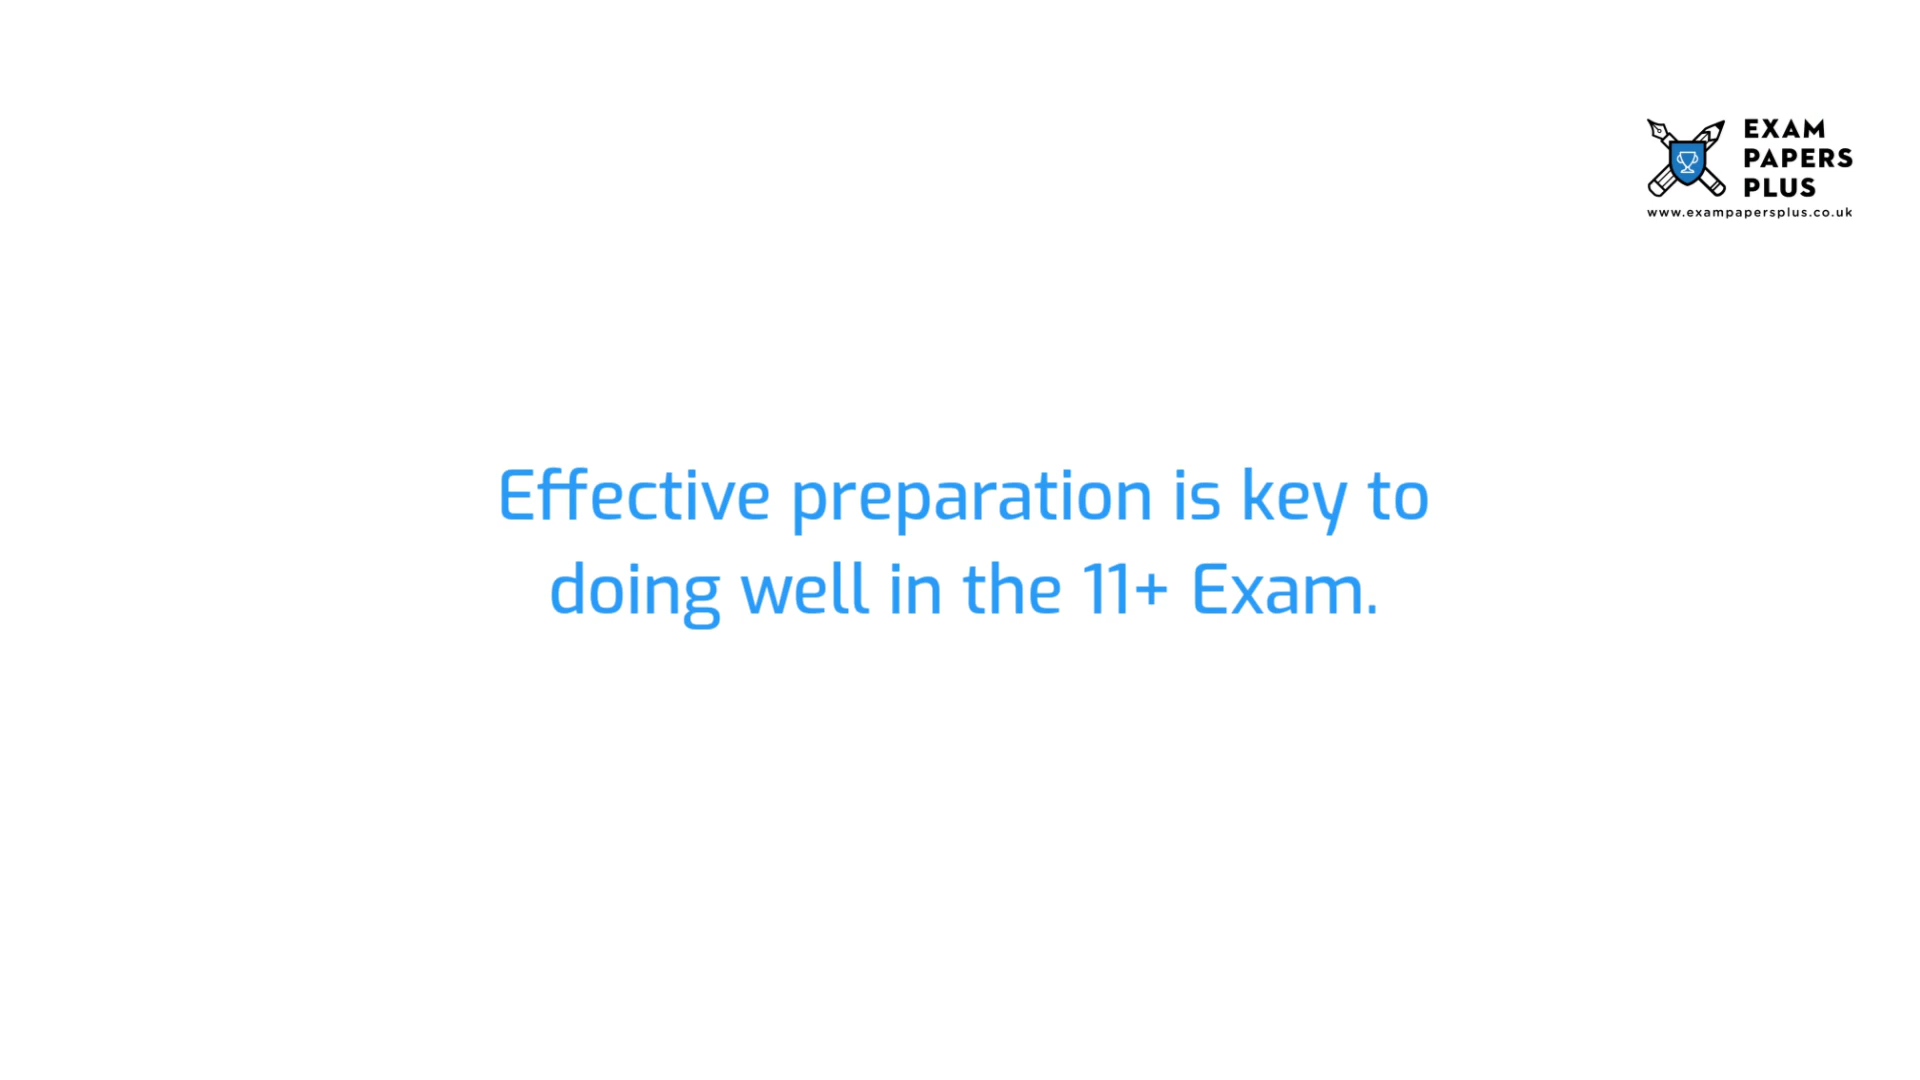 EXAM
PAPERS
PLUS
www.exampapersplus.co.uk
Effective preparation is key to
doing well in the 11+ Exam.